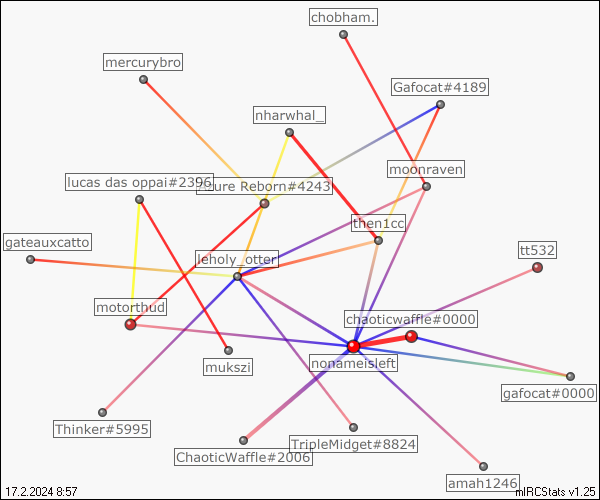 chobham.
mercurybro
Gafocat#4189
nharwhal_
moonraven
lucas das oppai#2396
Azure Reborn#4243
then1cc
gateauxcatto
leholy_otter
tt532
motorthud
chaoticwaffle#0000
mukszi
nonameisleft
gafocat#0000
Thinker#5995
TripleMidget#8824
ChaoticWaffle#2006
amah1246
17.2.2024 8:57
mIRCStats v1.25